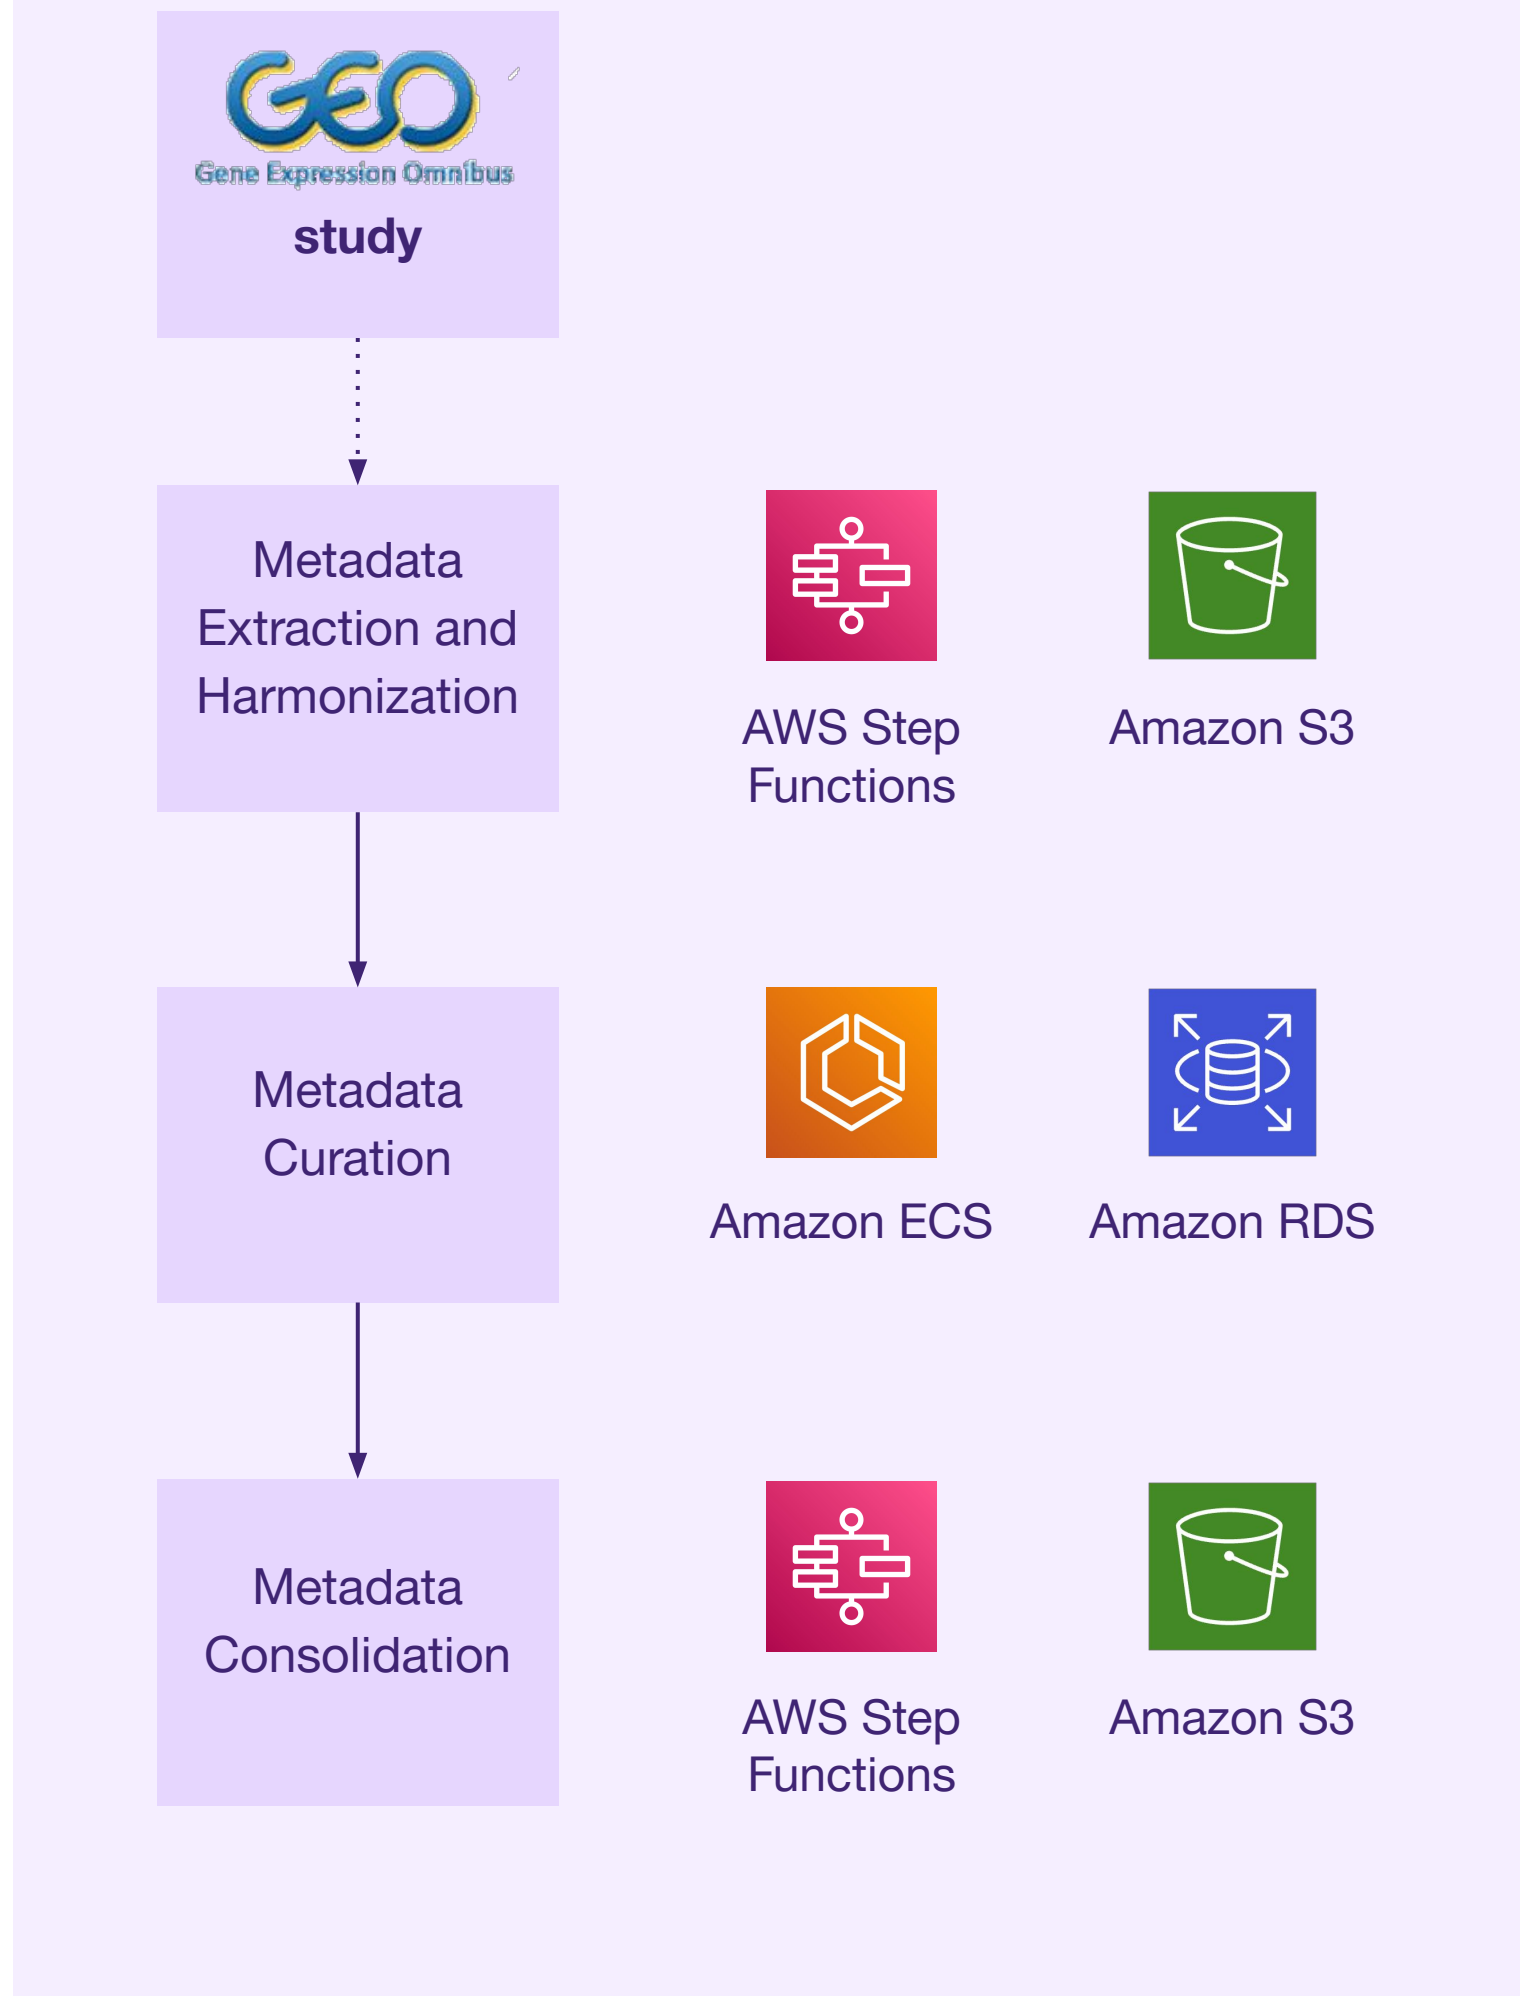 GEO
Gene Expression Omnibus
study
Metadata
Extraction and
Harmonization
AWS Step
Functions
Amazon S3
Metadata
Curation
Amazon ECS
Amazon RDS
Metadata
Consolidation
AWS Step
Functions
Amazon S3